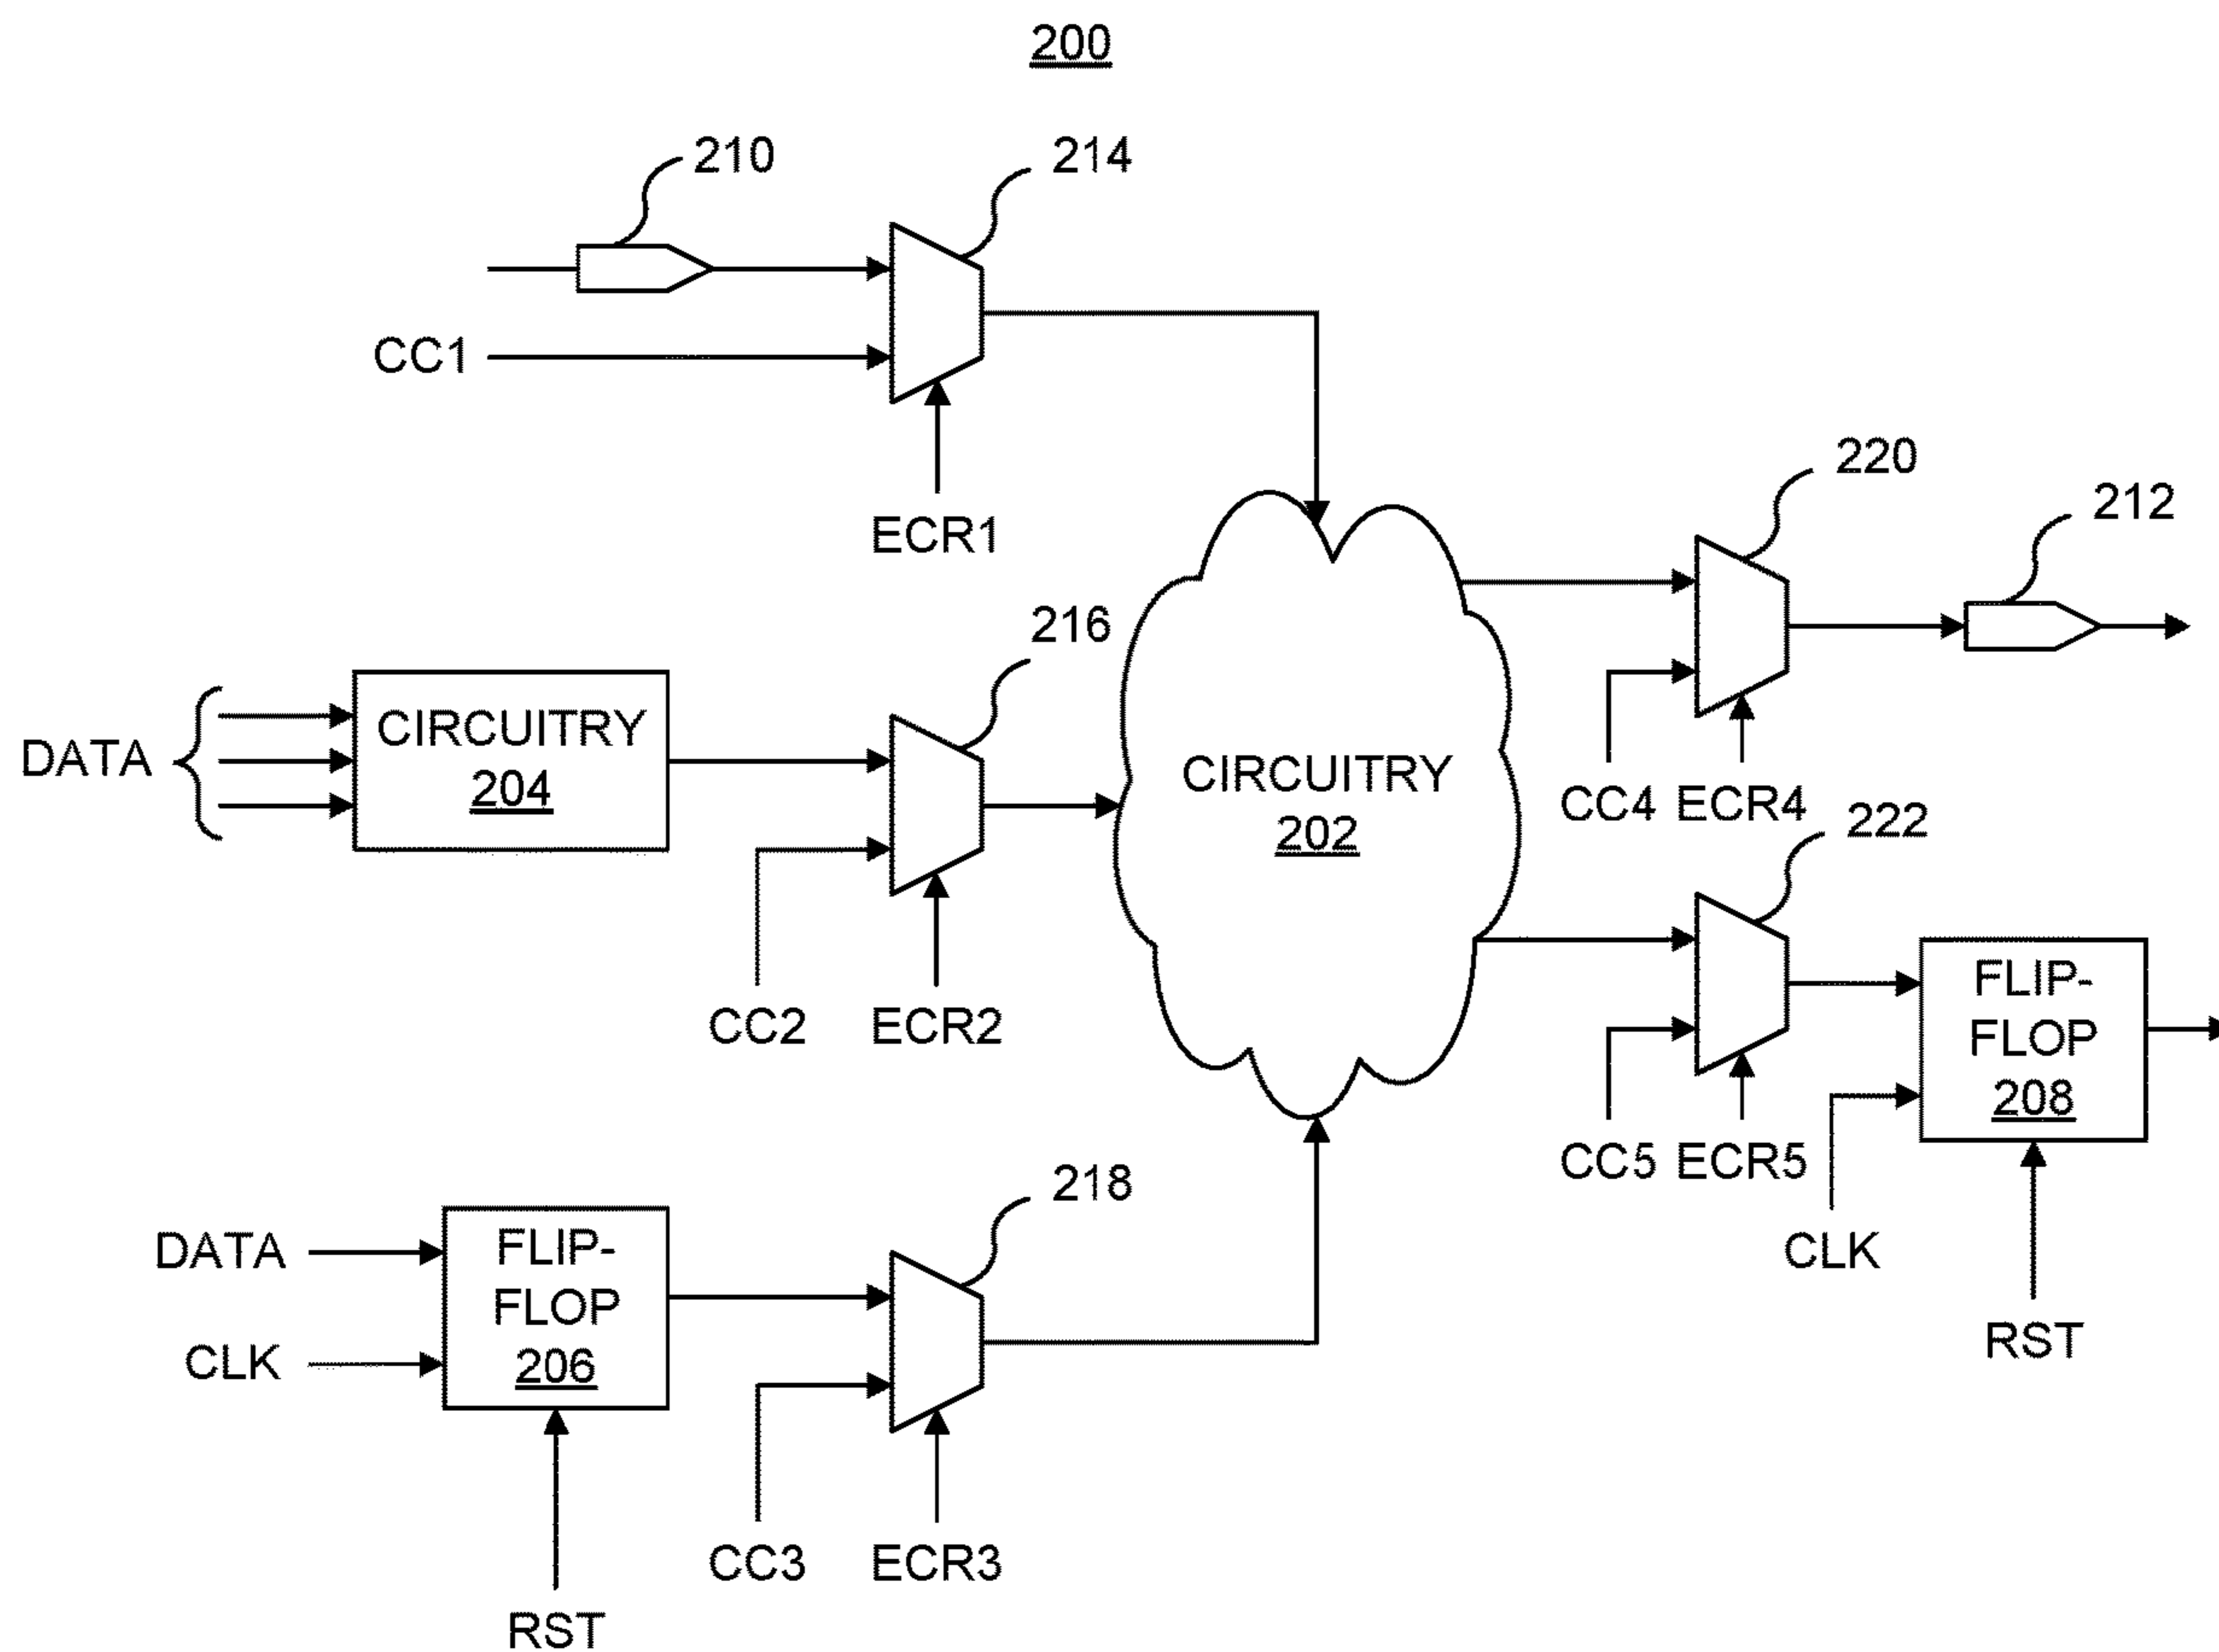 200
210
214
CC1
ECR1
220
212
216
DATA
CIRCUITRY
204
CIRCUITRY
202
CC4
ECR4
222
CC2
ECR2
FLIP-
FLOP
208
CC5
ECR5
218
CLK
DATA
FLIP-
FLOP
206
CLK
RST
CC3
ECR3
RST